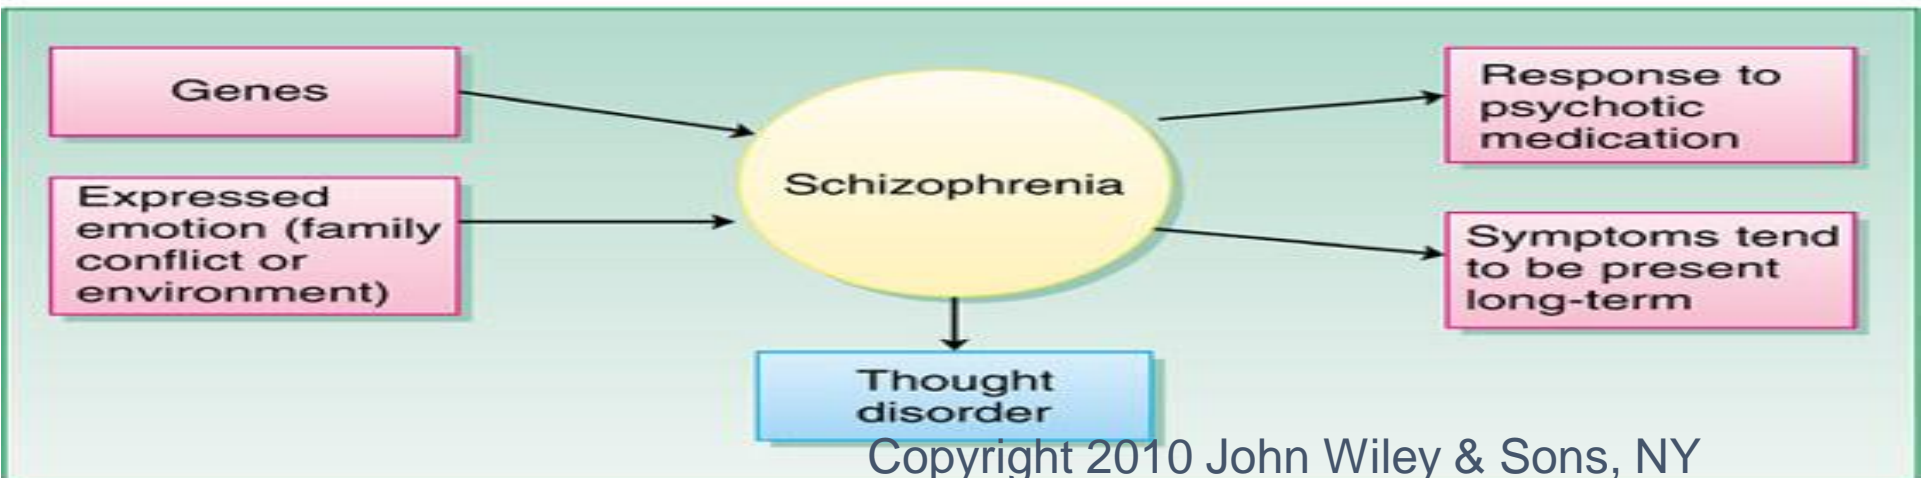 Genes
Expressed
emotion (family
conflict or
environment)
Schizophrenia
Response to
psychotic
medication
Symptoms tend
to be present
long-term
Thought
disorder
Copyright 2010 John Wiley & Sons, NY